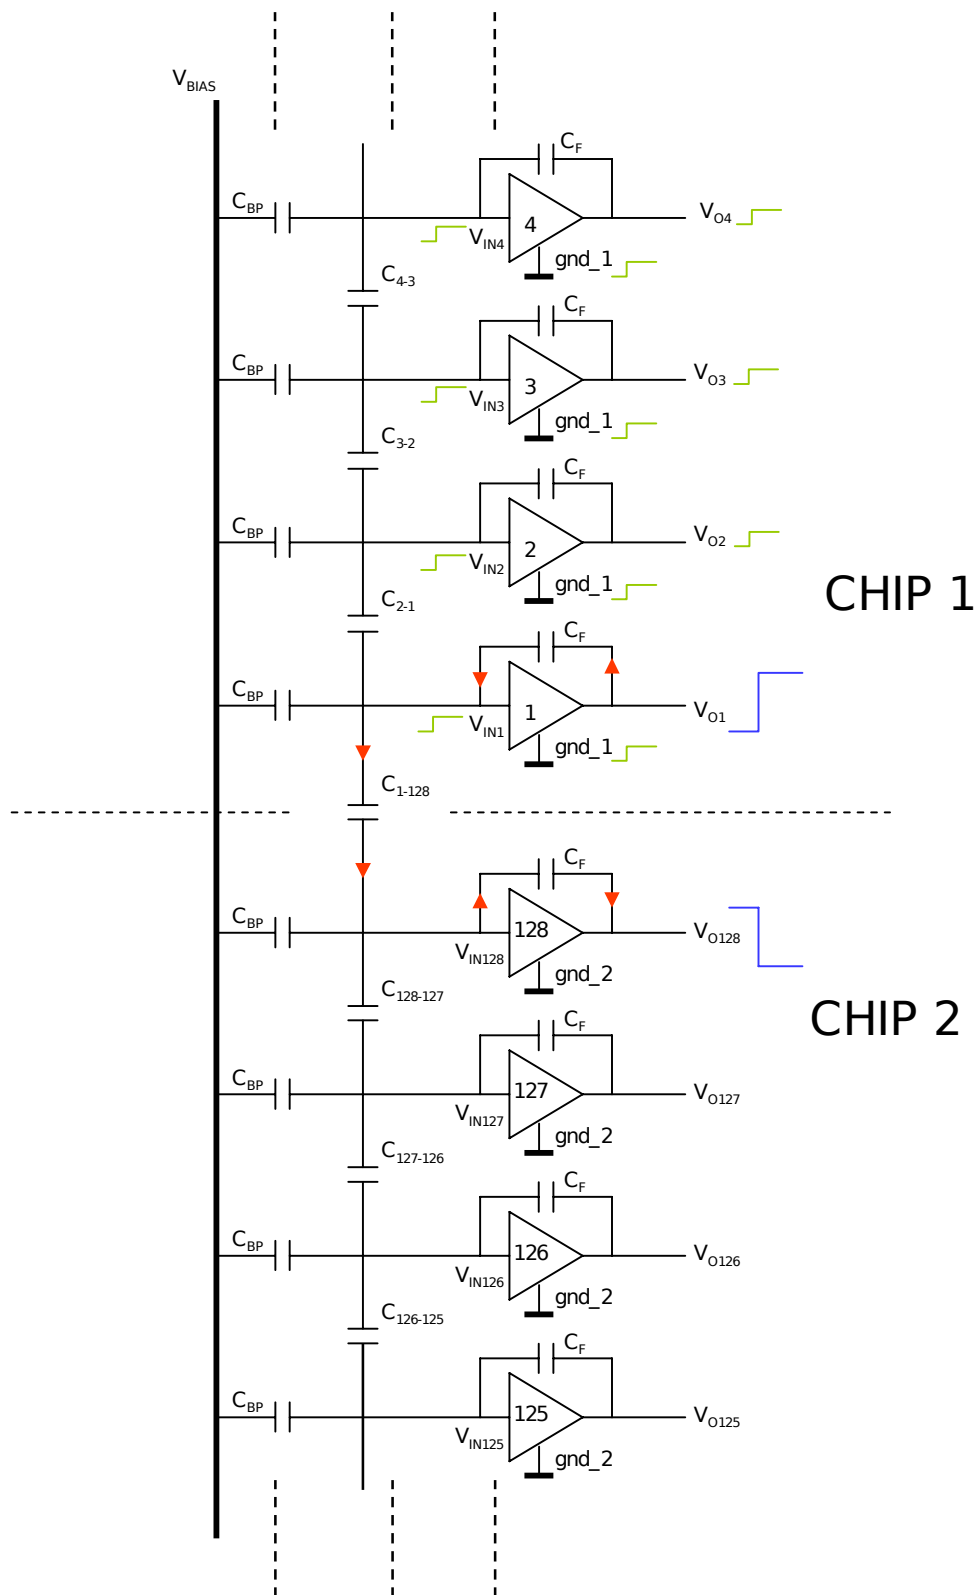 V_BIAS
C_F
C_BP
4
V_O4
V_IN4
gnd_1
C_4-3
C_F
C_BP
3
V_O3
V_IN3
gnd_1
C_3-2
C_F
C_BP
2
V_O2
V_IN2
gnd_1
CHIP 1
C_2-1
C_F
C_BP
1
V_O1
V_IN1
gnd_1
C_1-128
C_F
C_BP
128
V_O128
V_IN128
gnd_2
C_128-127
CHIP 2
C_F
C_BP
127
V_O127
V_IN127
gnd_2
C_127-126
C_F
C_BP
126
V_O126
V_IN126
gnd_2
C_126-125
C_F
C_BP
125
V_O125
V_IN125
gnd_2